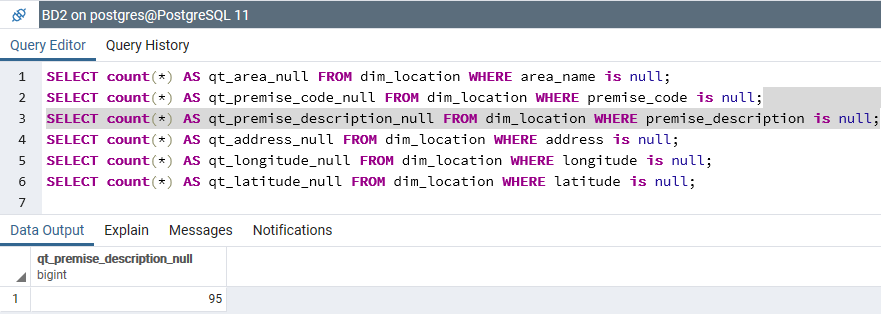 BD2 on postgres@PostgreSQL 11
Query Editor Query History
1 SELECT count(*) AS qt_area_null FROM dim_location WHERE area_name is null;
2 SELECT count(*) AS qt_premise_code_null FROM dim_location WHERE premise_code is null;
3 SELECT count(*) AS qt_premise_description_null FROM dim_location WHERE premise_description is null;
4 SELECT count(*) AS qt_address_null FROM dim_location WHERE address is null;
5 SELECT count(*) AS qt_longitude_null FROM dim_location WHERE longitude is null;
6 SELECT count(*) AS qt_latitude_null FROM dim_location WHERE latitude is null;
7
Data Output Explain Messages Notifications
qt_premise_description_null
bigint
1 95